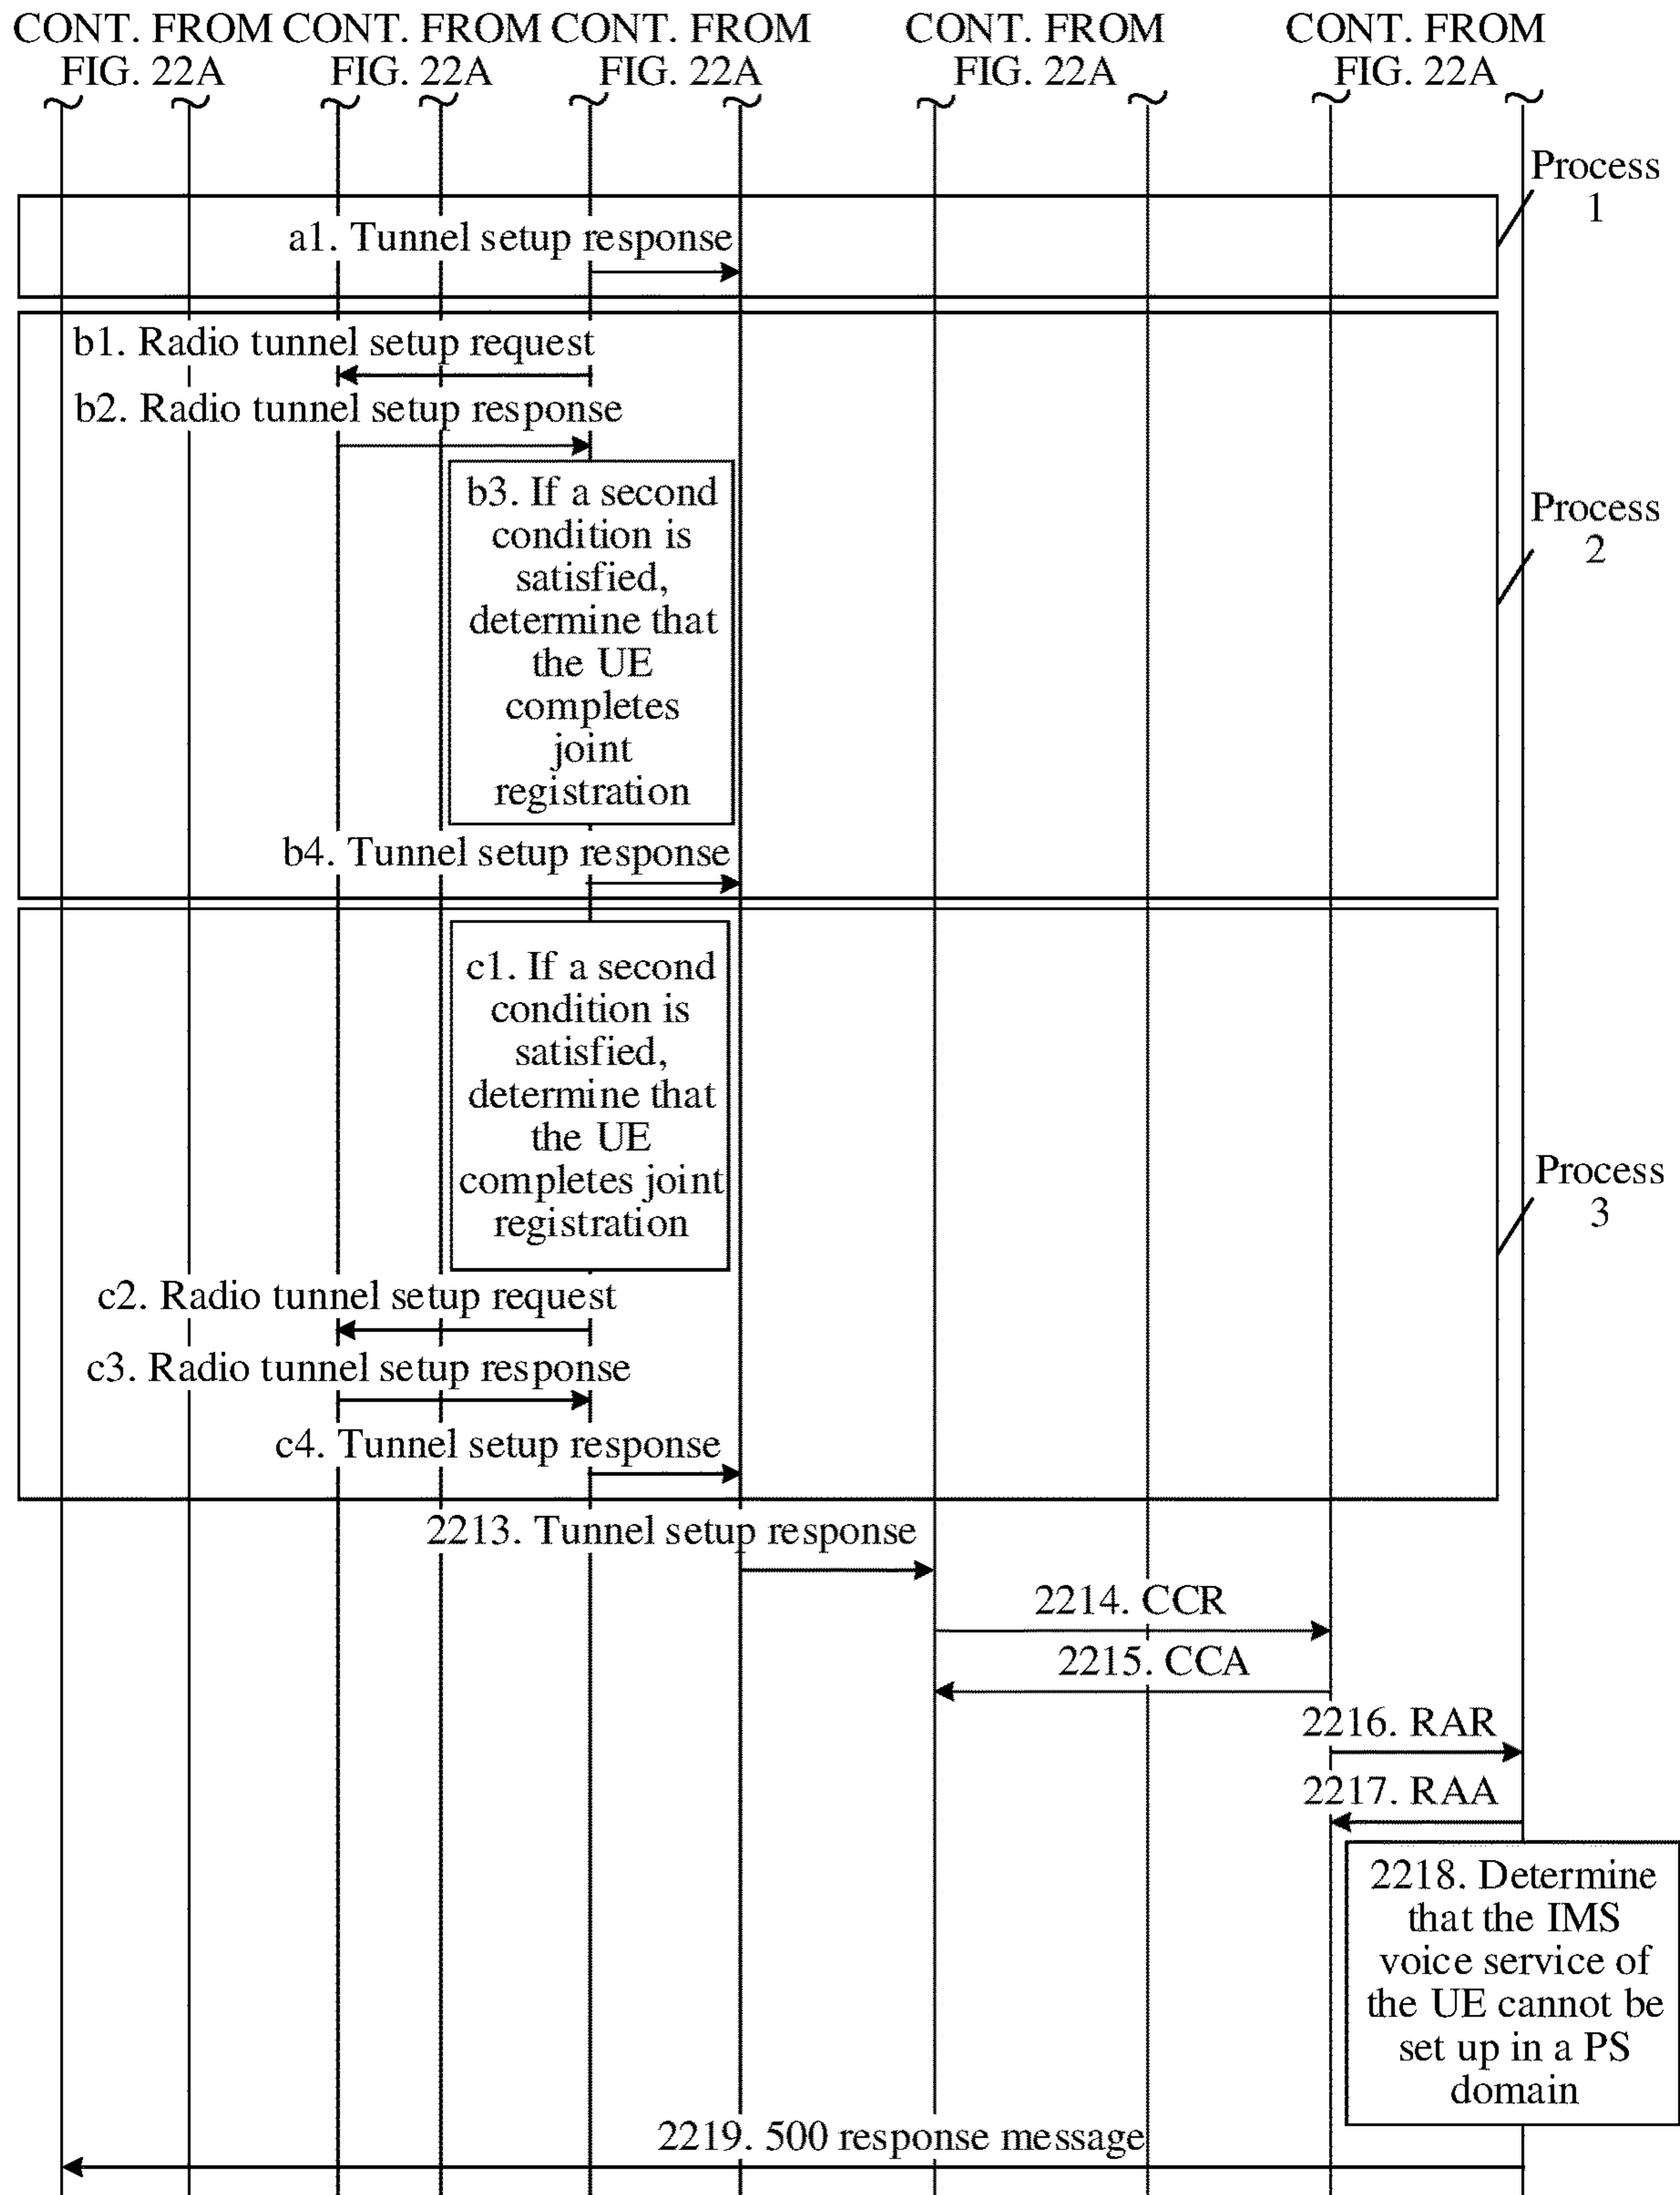 CONT. FROM CONT. FROM CONT. FROM CONT. FROM CONT. FROM
FIG. 22A FIG. 22A FIG. 22A FIG. 22A FIG. 22A
Process
1
a1. Tunnel setup response
b1. Radio tunnel setup request
b2. Radio tunnel setup response
b3. If a second
condition is
satisfied,
determine that
the UE
completes
joint
registration
Process
2
b4. Tunnel setup response
c1. If a second
condition is
satisfied,
determine that
the UE
completes joint
registration
Process
3
c2. Radio tunnel setup request
c3. Radio tunnel setup response
c4. Tunnel setup response
2213. Tunnel setup response
2214. CCR
2215. CCA
2216. RAR
2217. RAA
2218. Determine
that the IMS
voice service of
the UE cannot be
set up in a PS
domain
2219. 500 response message